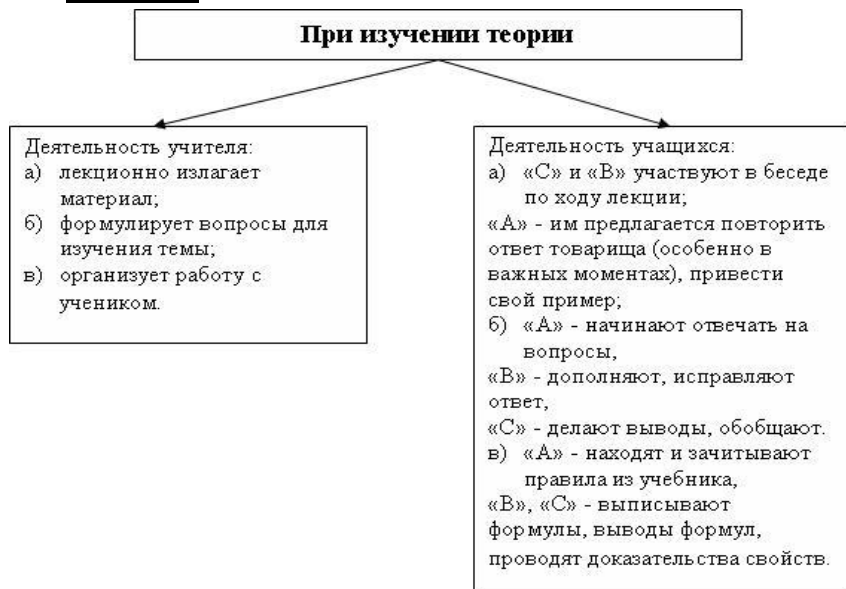 При изучении теории
Деятельность учителя:
а) лекционно излагает
материал;
б) формулирует вопросы для
изучения темы;
в) организует работу с
учеником.
Деятельность учащихся:
а) «С» и «В» участвуют в беседе
по ходу лекции;
«А» - им предлагается повторить
ответ товарища (особенно в
важных моментах), привести
свой пример;
б) «А» - начинают отвечать на
вопросы,
«В» - дополняют, исправляют
ответ,
«С» - делают выводы, обобщают.
в) «А» - находят и зачитывают
правила из учебника,
«В», «С» - выписывают
формулы, выводы формул,
проводят доказательства свойств.